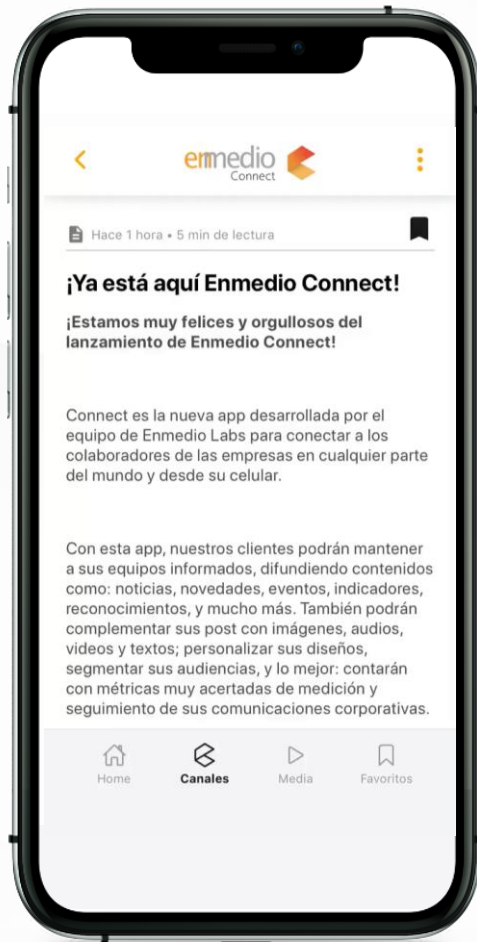 enmedio
Connect
Hace 1 hora • 5 min de lectura
¡Ya está aquí Enmedio Connect!
¡Estamos muy felices y orgullosos del
lanzamiento de Enmedio Connect!
Connect es la nueva app desarrollada por el
equipo de Enmedio Labs para conectar a los
colaboradores de las empresas en cualquier parte
del mundo y desde su celular.
Con esta app, nuestros clientes podrán mantener
a sus equipos informados, difundiendo contenidos
como: noticias, novedades, eventos, indicadores,
reconocimientos, y mucho más. También podrán
complementar sus post con imágenes, audios,
videos y textos; personalizar sus diseños,
segmentar sus audiencias, y lo mejor: contarán
con métricas muy acertadas de medición y
seguimiento de sus comunicaciones corporativas.
Home Canales Media Favoritos